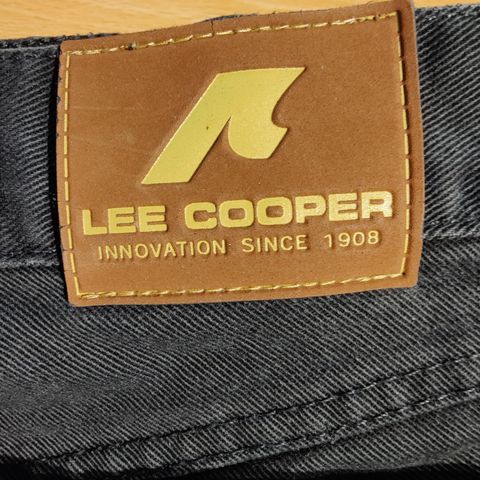 LEE COOPER
INNOVATION SINCE 1908